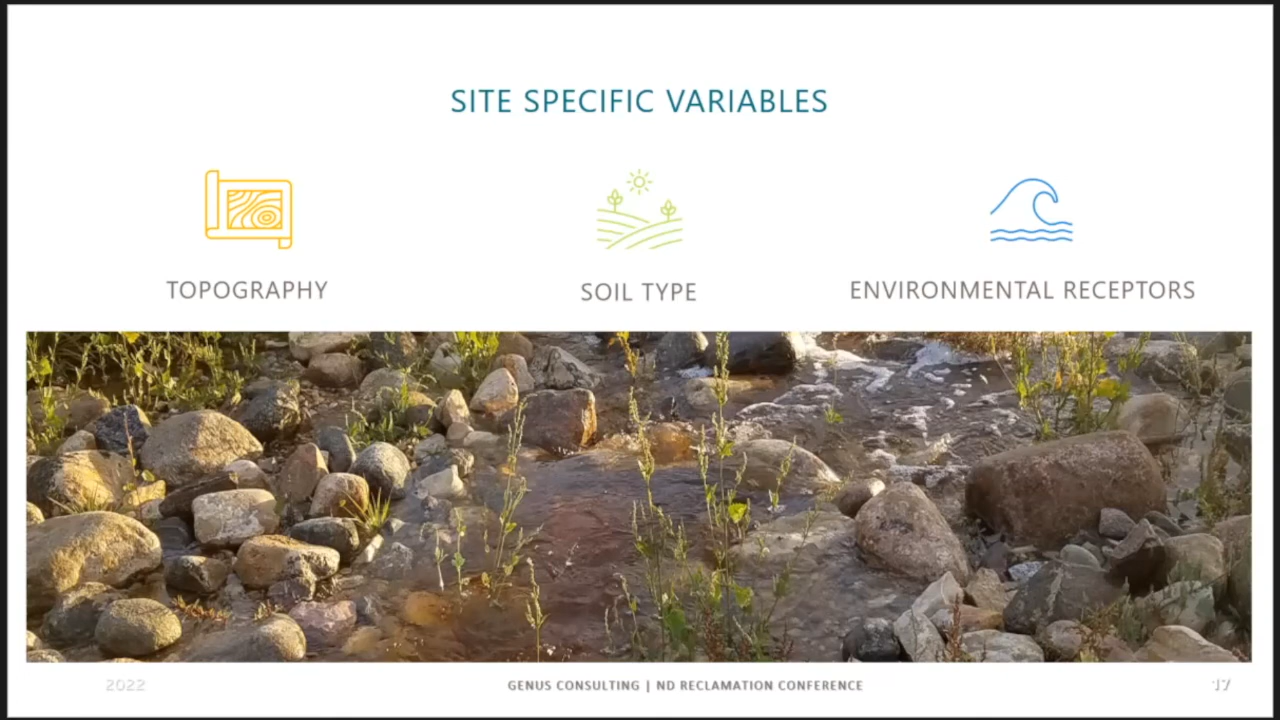 SITE SPECIFIC VARIABLES
TOPOGRAPHY
SOIL TYPE
ENVIRONMENTAL RECEPTORS
2022
GENUS CONSULTING | ND RECLAMATION CONFERENCE
17